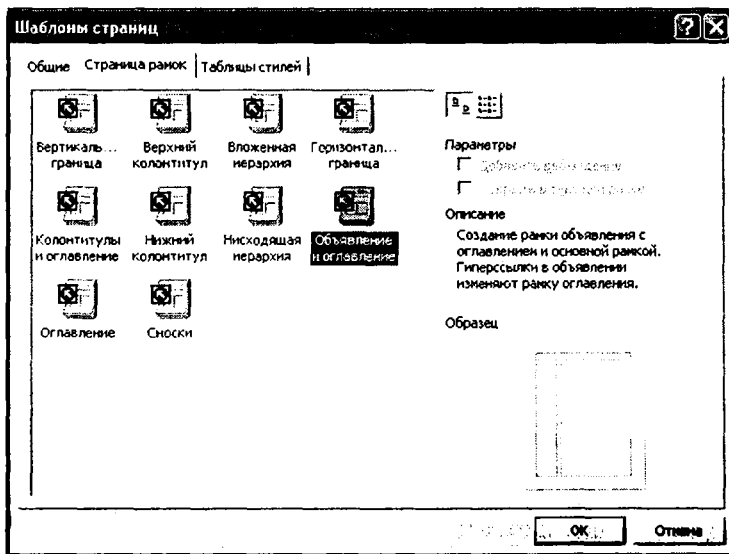 Шаблоны страниц
Общие
Страница рамок
Таблицы стилей
Вертикаль...
граница
Верхний
колонтитул
Вложенная
иерархия
Горизонтал...
граница
Колонтитулы
и оглавление
Нижний
колонтитул
Нисходящая
иерархия
Объявление
и оглавление
Оглавление
Сноски
Параметры
Описание
Создание рамки объявления с
оглавлением и основной рамкой.
Гиперссылки в объявлении
изменяют рамку оглавления.
Образец
OK
Отмена